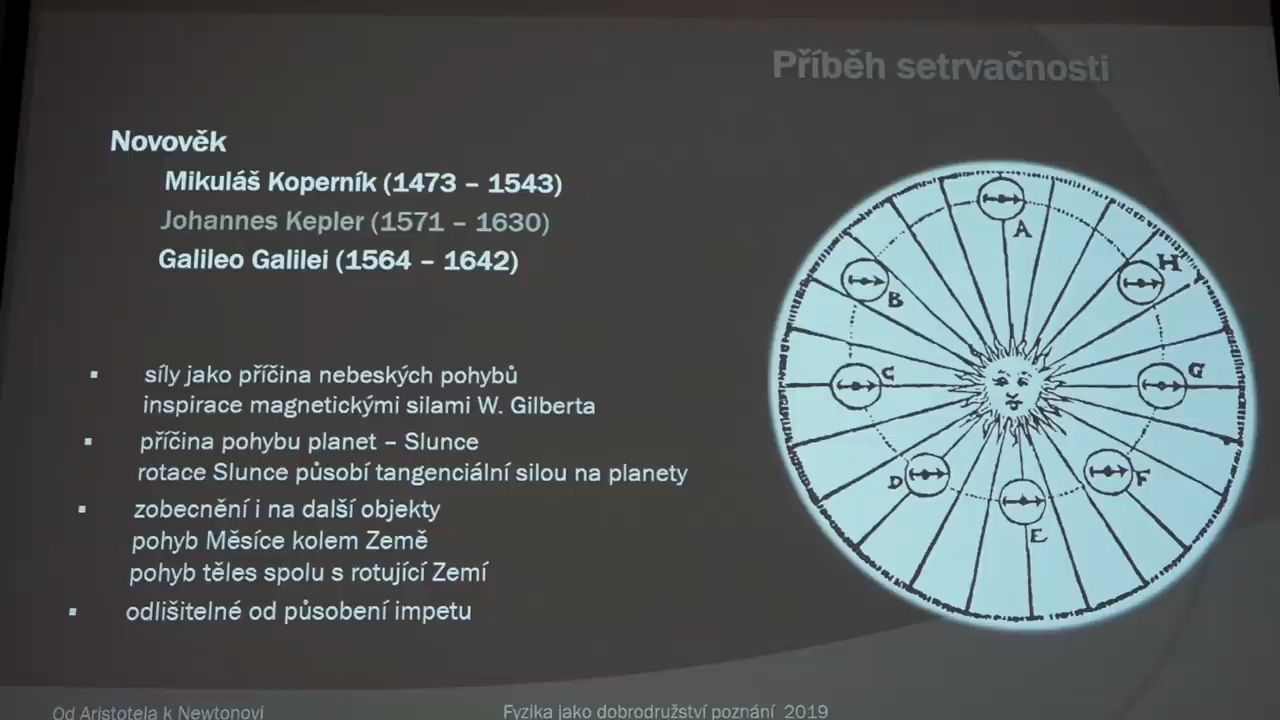 Příběh setrvačnosti
Novověk
Mikuláš Koperník (1473 – 1543)
Johannes Kepler (1571 – 1630)
Galileo Galilei (1564 – 1642)
▪ síly jako příčina nebeských pohybů
inspirace magnetickými silami W. Gilberta
▪ příčina pohybu planet – Slunce
rotace Slunce působí tangenciální silou na planety
▪ zobecnění i na další objekty
pohyb Měsíce kolem Země
pohyb těles spolu s rotující Zemí
▪ odlišitelné od působení impetu
A
H
B
C
G
D
F
E
Od Aristotela k Newtonovi
Fyzika jako dobrodružství poznání 2019